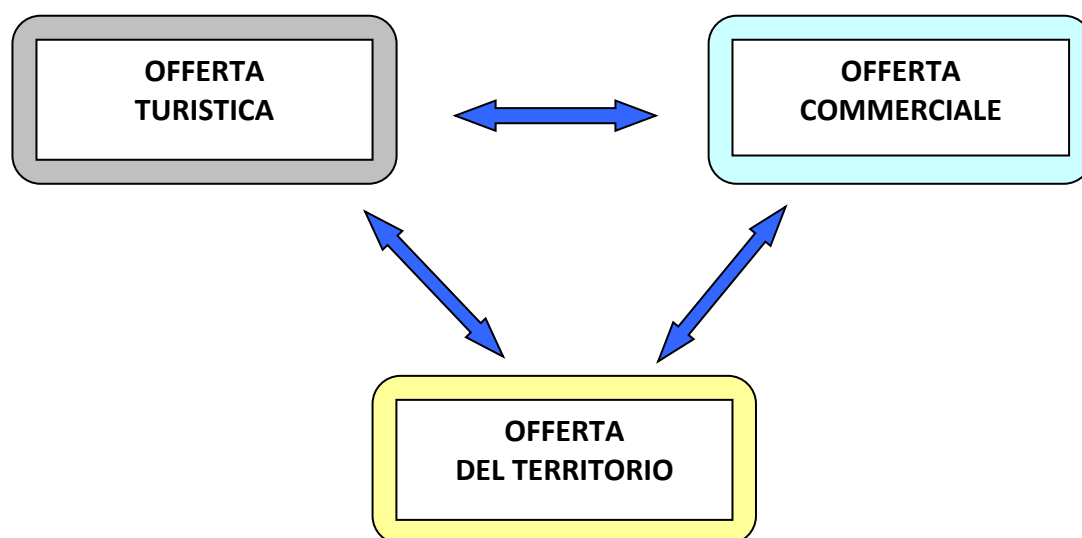 OFFERTA
TURISTICA
OFFERTA
COMMERCIALE
OFFERTA
DEL TERRITORIO